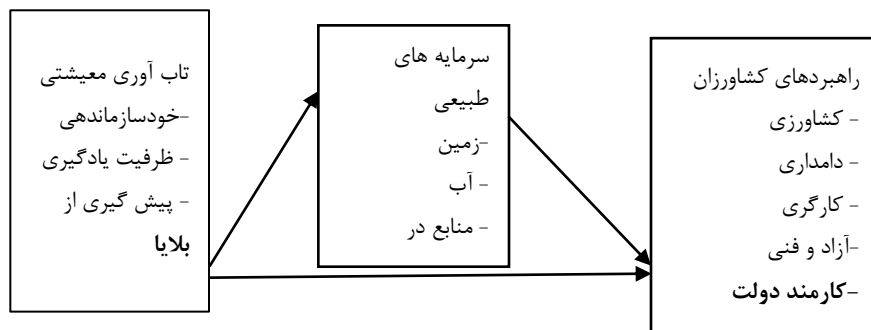 تاب آوری معیشتی
-خودسازماندهی
- ظرفیت یادگیری
- پیش گیری از
بلایا
سرمایه های
طبیعی
-زمین
- آب
- منابع در
راهبردهای کشاورزان
- کشاورزی
- دامداری
- کارگری
-آزاد و فنی
-کارمند دولت